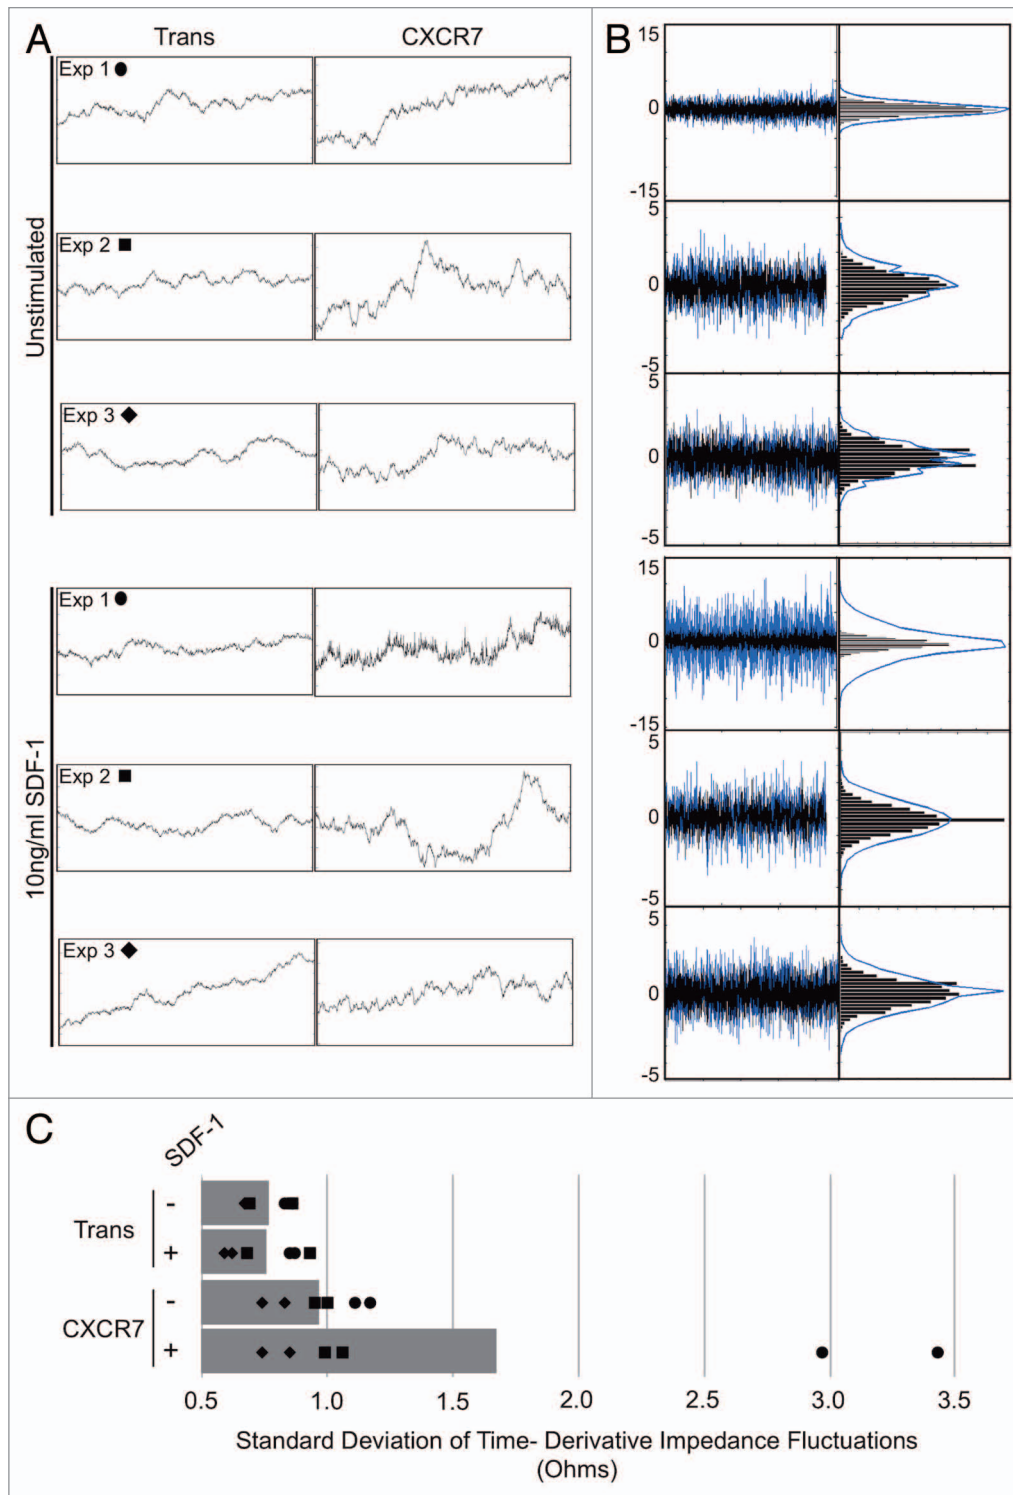 A
Trans
CXCR7
Unstimulated
Exp 1
Exp 2
Exp 3
10ng/ml SDF-1
Exp 1
Exp 2
Exp 3
B
15
0
-15
5
0
-5
5
0
-5
15
0
-15
5
0
-5
5
0
-5
C
SDF-1
Trans
-
+
CXCR7
-
+
0.5 1.0 1.5 2.0 2.5 3.0 3.5
Standard Deviation of Time- Derivative Impedance Fluctuations
(Ohms)